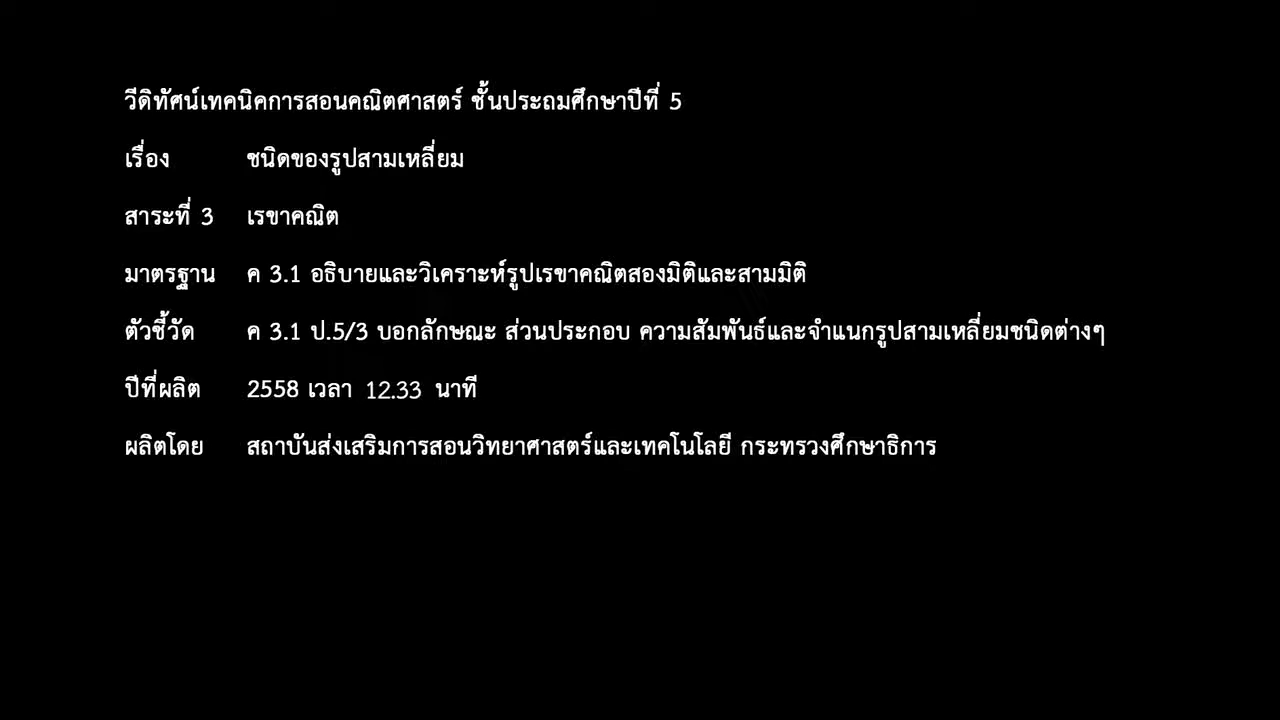 วีดิทัศน์เทคนิคการสอนคณิตศาสตร์ ชั้นประถมศึกษาปีที่ 5
เรื่อง ชนิดของรูปสามเหลี่ยม
สาระที่ 3 เรขาคณิต
มาตรฐาน ค 3.1 อธิบายและวิเคราะห์รูปเรขาคณิตสองมิติและสามมิติ
ตัวชี้วัด ค 3.1 ป.5/3 บอกลักษณะ ส่วนประกอบ ความสัมพันธ์และจำแนกรูปสามเหลี่ยมชนิดต่างๆ
ปีที่ผลิต 2558 เวลา 12.33 นาที
ผลิตโดย สถาบันส่งเสริมการสอนวิทยาศาสตร์และเทคโนโลยี กระทรวงศึกษาธิการ